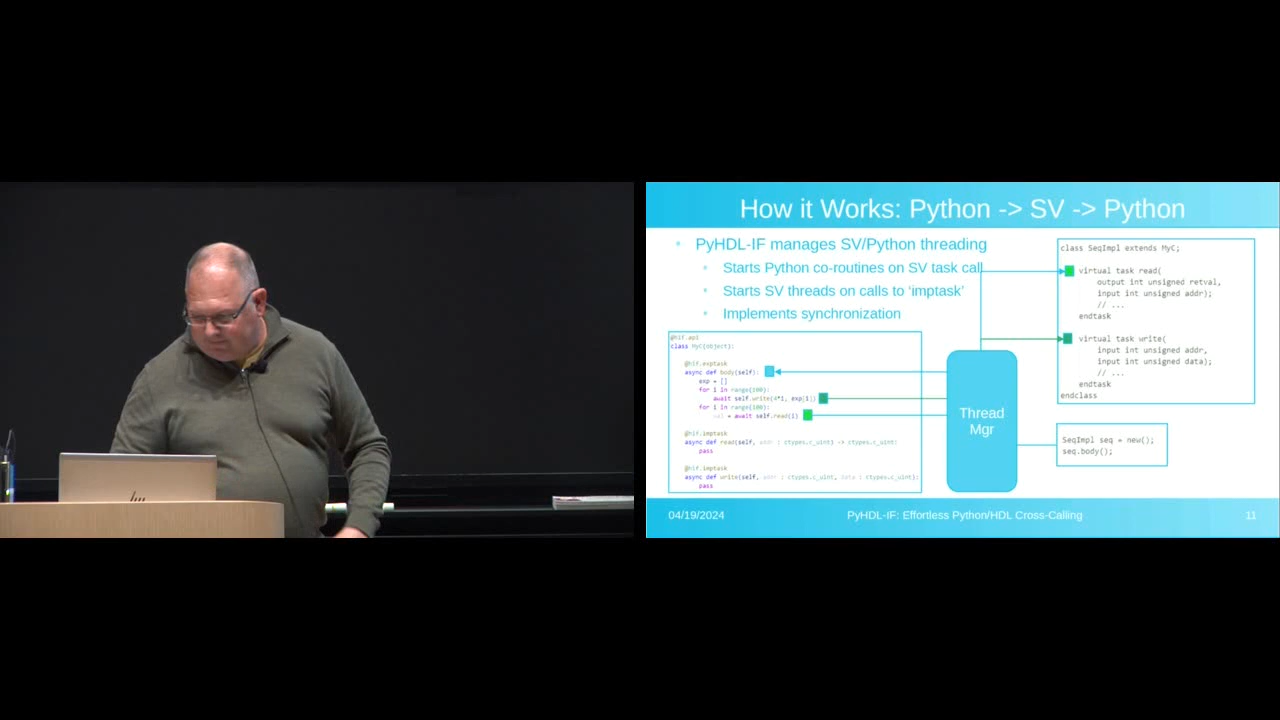 How it Works: Python -> SV -> Python
• PyHDL-IF manages SV/Python threading
• Starts Python co-routines on SV task call
• Starts SV threads on calls to ‘imptask’
• Implements synchronization
@hif.api
class MyC(object):
@hif.exptask
async def body(self):
exp = []
for i in range(100):
await self.write(4*i, exp[i])
for i in range(100):
val = await self.read(i)
@hif.imptask
async def read(self, addr : ctypes.c_uint) -> ctypes.c_uint:
pass
@hif.imptask
async def write(self, addr : ctypes.c_uint, data : ctypes.c_uint):
pass
Thread
Mgr
class SeqImpl extends MyC;
virtual task read(
output int unsigned retval,
input int unsigned addr);
// ...
endtask
virtual task write(
input int unsigned addr,
input int unsigned data);
// ...
endtask
endclass
SeqImpl seq = new();
seq.body();
04/19/2024
PyHDL-IF: Effortless Python/HDL Cross-Calling
11
hp